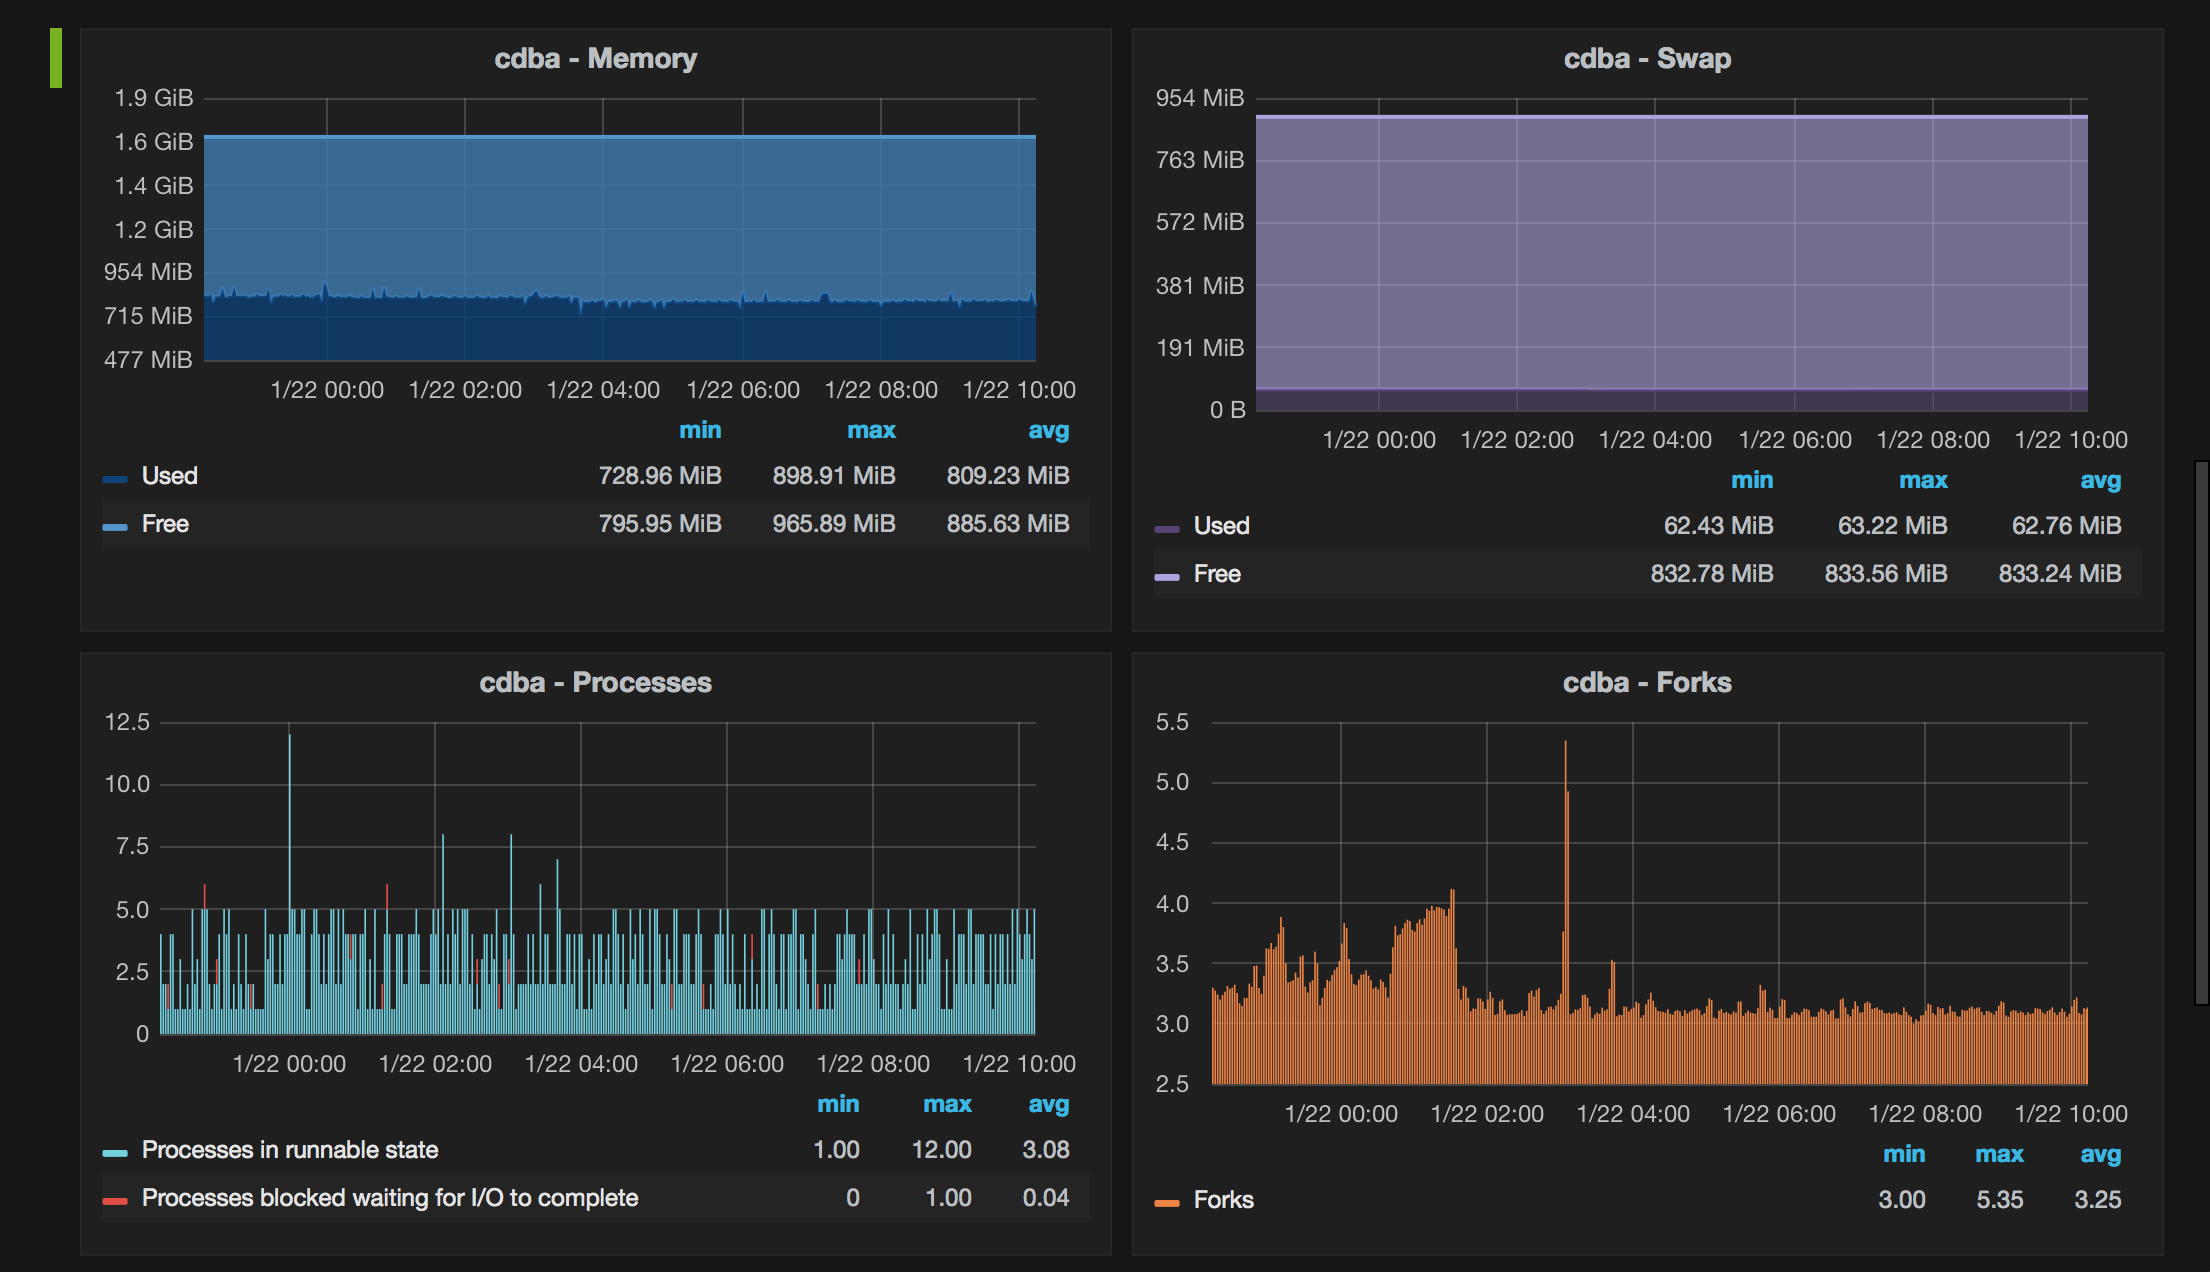 cdba - Memory
1.9 GiB
1.6 GiB
1.4 GiB
1.2 GiB
954 MiB
715 MiB
477 MiB
1/22 00:00 1/22 02:00 1/22 04:00 1/22 06:00 1/22 08:00 1/22 10:00
min max avg
Used 728.96 MiB 898.91 MiB 809.23 MiB
Free 795.95 MiB 965.89 MiB 885.63 MiB
cdba - Swap
954 MiB
763 MiB
572 MiB
381 MiB
191 MiB
0 B
1/22 00:00 1/22 02:00 1/22 04:00 1/22 06:00 1/22 08:00 1/22 10:00
min max avg
Used 62.43 MiB 63.22 MiB 62.76 MiB
Free 832.78 MiB 833.56 MiB 833.24 MiB
cdba - Processes
12.5
10.0
7.5
5.0
2.5
0
1/22 00:00 1/22 02:00 1/22 04:00 1/22 06:00 1/22 08:00 1/22 10:00
min max avg
Processes in runnable state 1.00 12.00 3.08
Processes blocked waiting for I/O to complete 0 1.00 0.04
cdba - Forks
5.5
5.0
4.5
4.0
3.5
3.0
2.5
1/22 00:00 1/22 02:00 1/22 04:00 1/22 06:00 1/22 08:00 1/22 10:00
min max avg
Forks 3.00 5.35 3.25